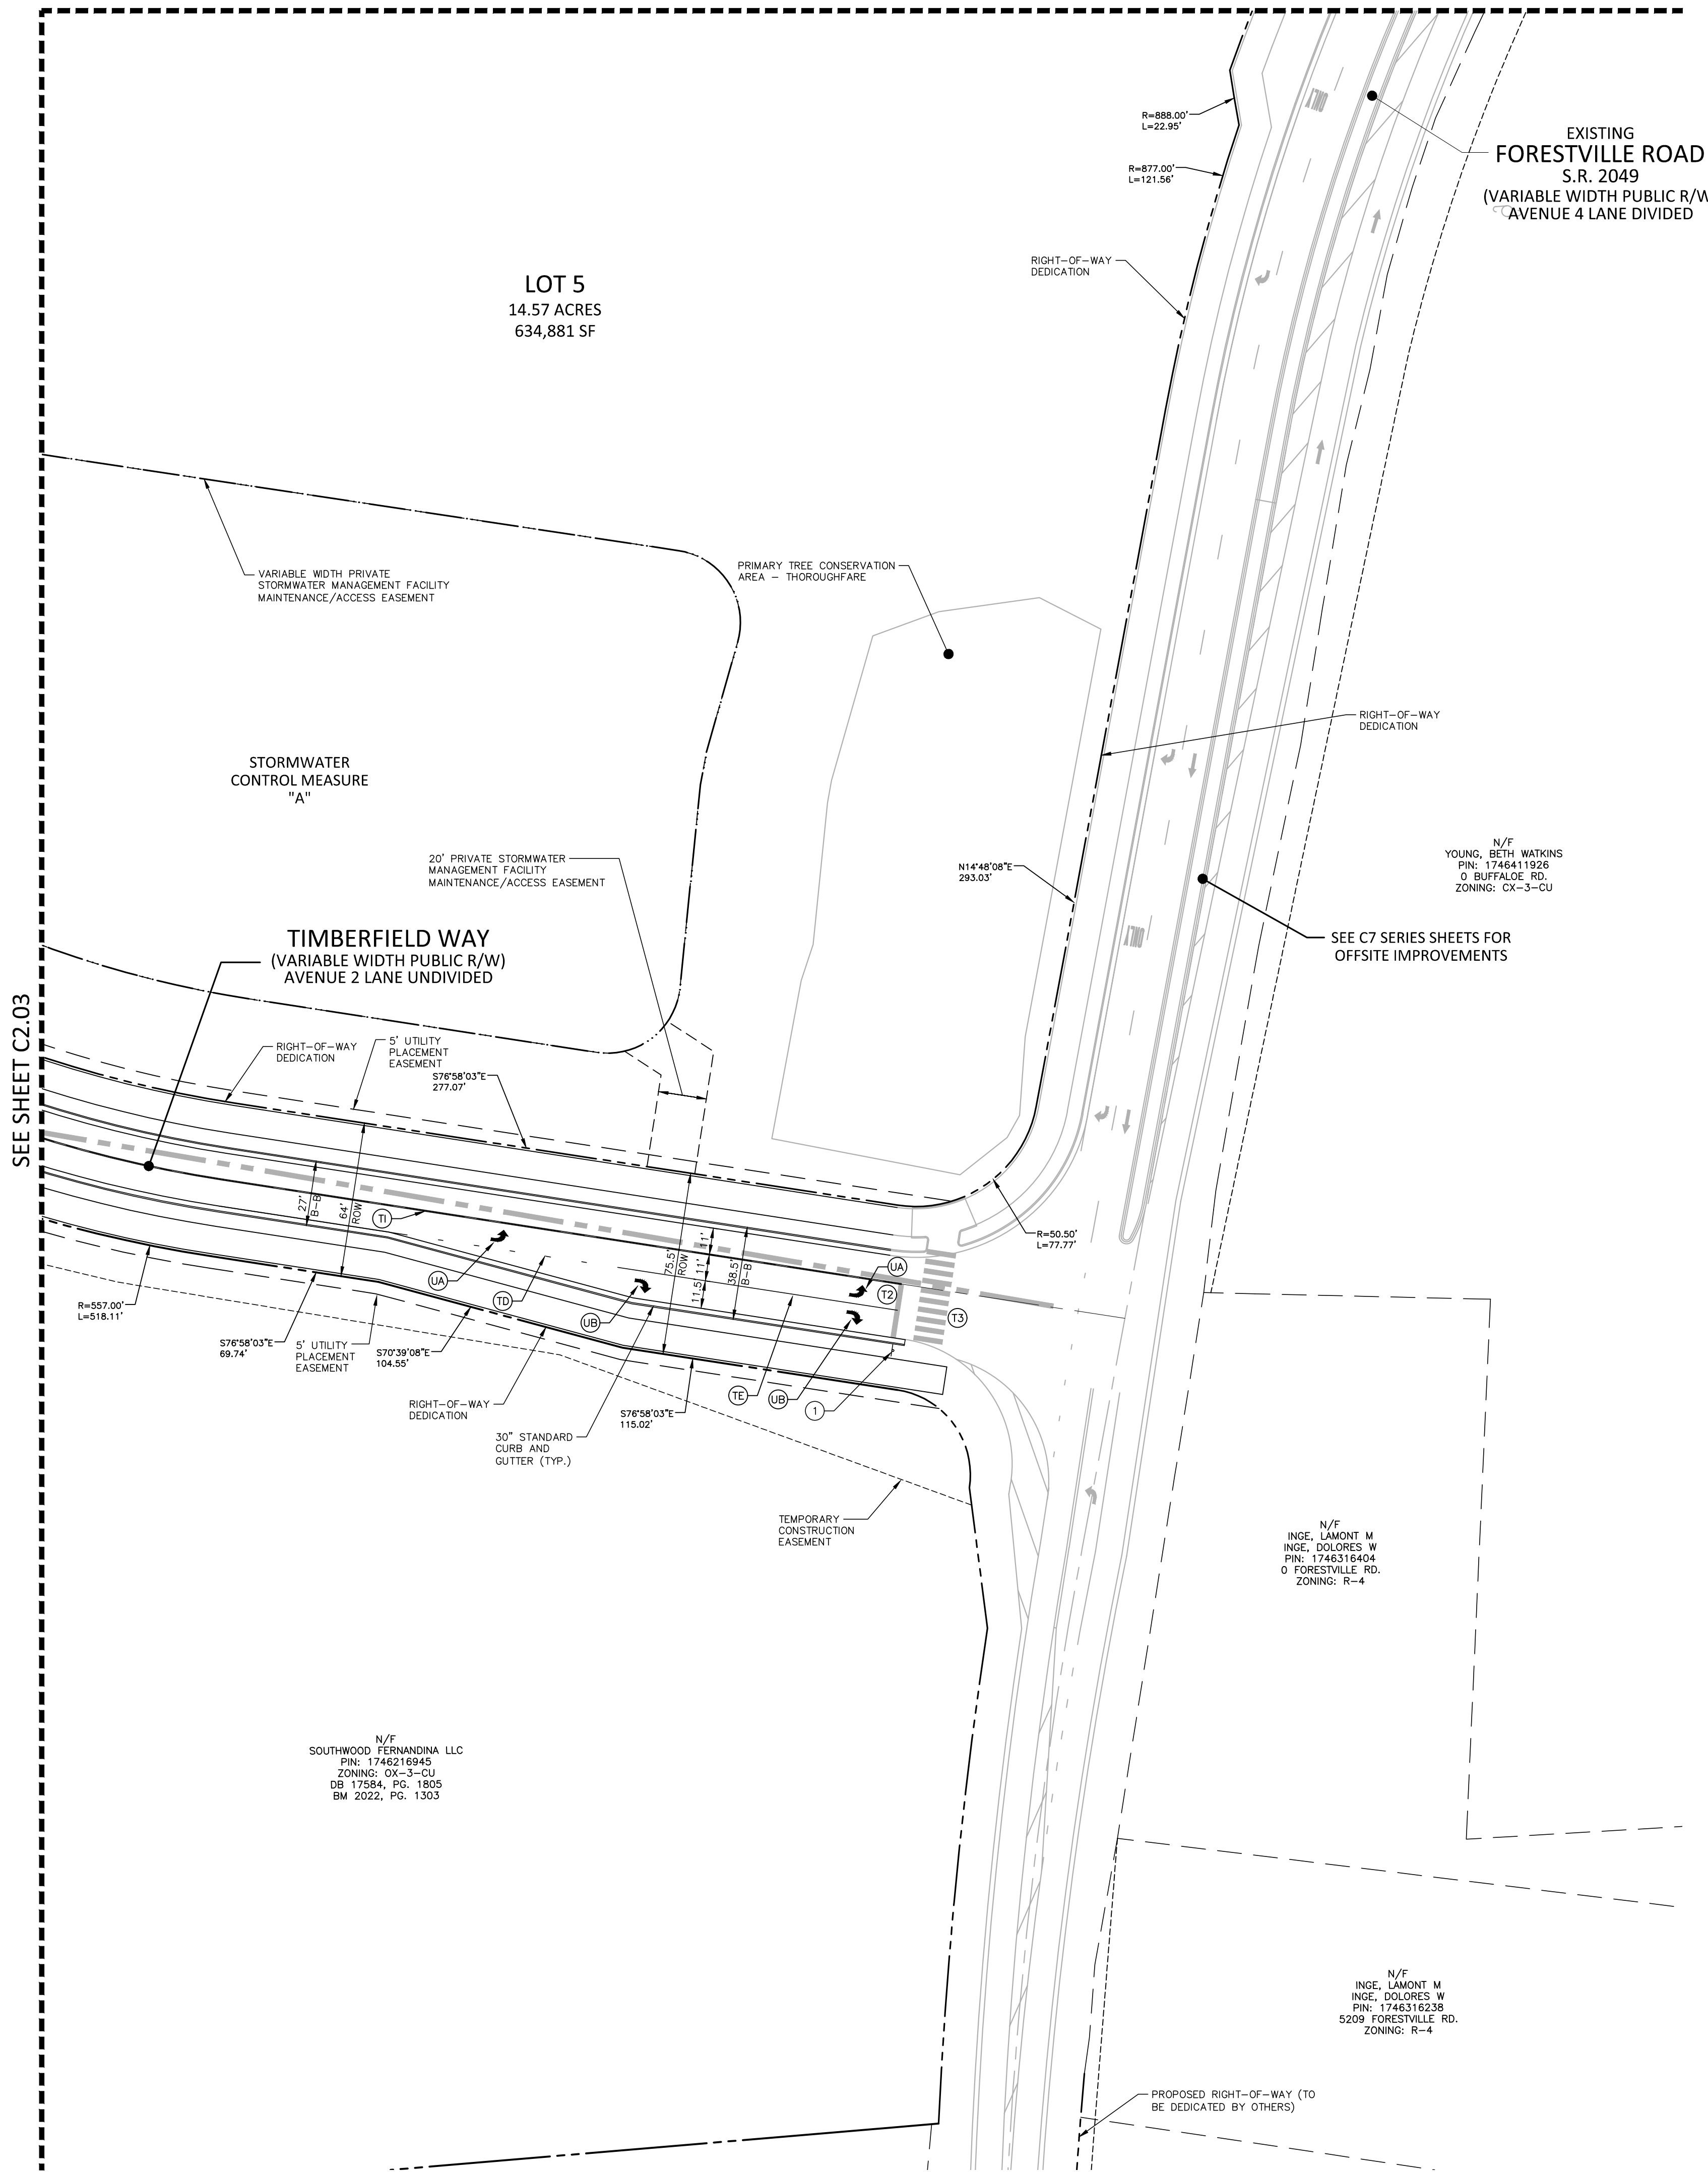 R=888.00'
L=22.95'
R=877.00'
L=121.56'
EXISTING
FORESTVILLE ROAD
S.R. 2049
(VARIABLE WIDTH PUBLIC R/W
AVENUE 4 LANE DIVIDED
RIGHT-OF-WAY
DEDICATION
LOT 5
14.57 ACRES
634,881 SF
VARIABLE WIDTH PRIVATE
STORMWATER MANAGEMENT FACILITY
MAINTENANCE/ACCESS EASEMENT
PRIMARY TREE CONSERVATION
AREA - THOROUGHFARE
RIGHT-OF-WAY
DEDICATION
STORMWATER
CONTROL MEASURE
"A"
20' PRIVATE STORMWATER
MANAGEMENT FACILITY
MAINTENANCE/ACCESS EASEMENT
N14°48'08"E
293.03'
N/F
YOUNG, BETH WATKINS
PIN: 1746411926
0 BUFFALOE RD.
ZONING: CX-3-CU
SEE C7 SERIES SHEETS FOR
OFFSITE IMPROVEMENTS
TIMBERFIELD WAY
(VARIABLE WIDTH PUBLIC R/W)
AVENUE 2 LANE UNDIVIDED
SEE SHEET C2.03
RIGHT-OF-WAY
DEDICATION
5' UTILITY
PLACEMENT
EASEMENT
S76°58'03"E
277.07'
27'
B-B
64'
ROW
TI
75.5'
ROW
11'
11'
11.5'
38.5'
B-B
R=50.50'
L=77.77'
UA
UA
T2
T3
TD
UB
R=557.00'
L=518.11'
S76°58'03"E
69.74'
5' UTILITY
PLACEMENT
EASEMENT
S70°39'08"E
104.55'
TE
UB
1
RIGHT-OF-WAY
DEDICATION
S76°58'03"E
115.02'
30" STANDARD
CURB AND
GUTTER (TYP.)
TEMPORARY
CONSTRUCTION
EASEMENT
N/F
INGE, LAMONT M
INGE, DOLORES W
PIN: 1746316404
0 FORESTVILLE RD.
ZONING: R-4
N/F
SOUTHWOOD FERNANDINA LLC
PIN: 1746216945
ZONING: OX-3-CU
DB 17584, PG. 1805
BM 2022, PG. 1303
N/F
INGE, LAMONT M
INGE, DOLORES W
PIN: 1746316238
5209 FORESTVILLE RD.
ZONING: R-4
PROPOSED RIGHT-OF-WAY (TO
BE DEDICATED BY OTHERS)